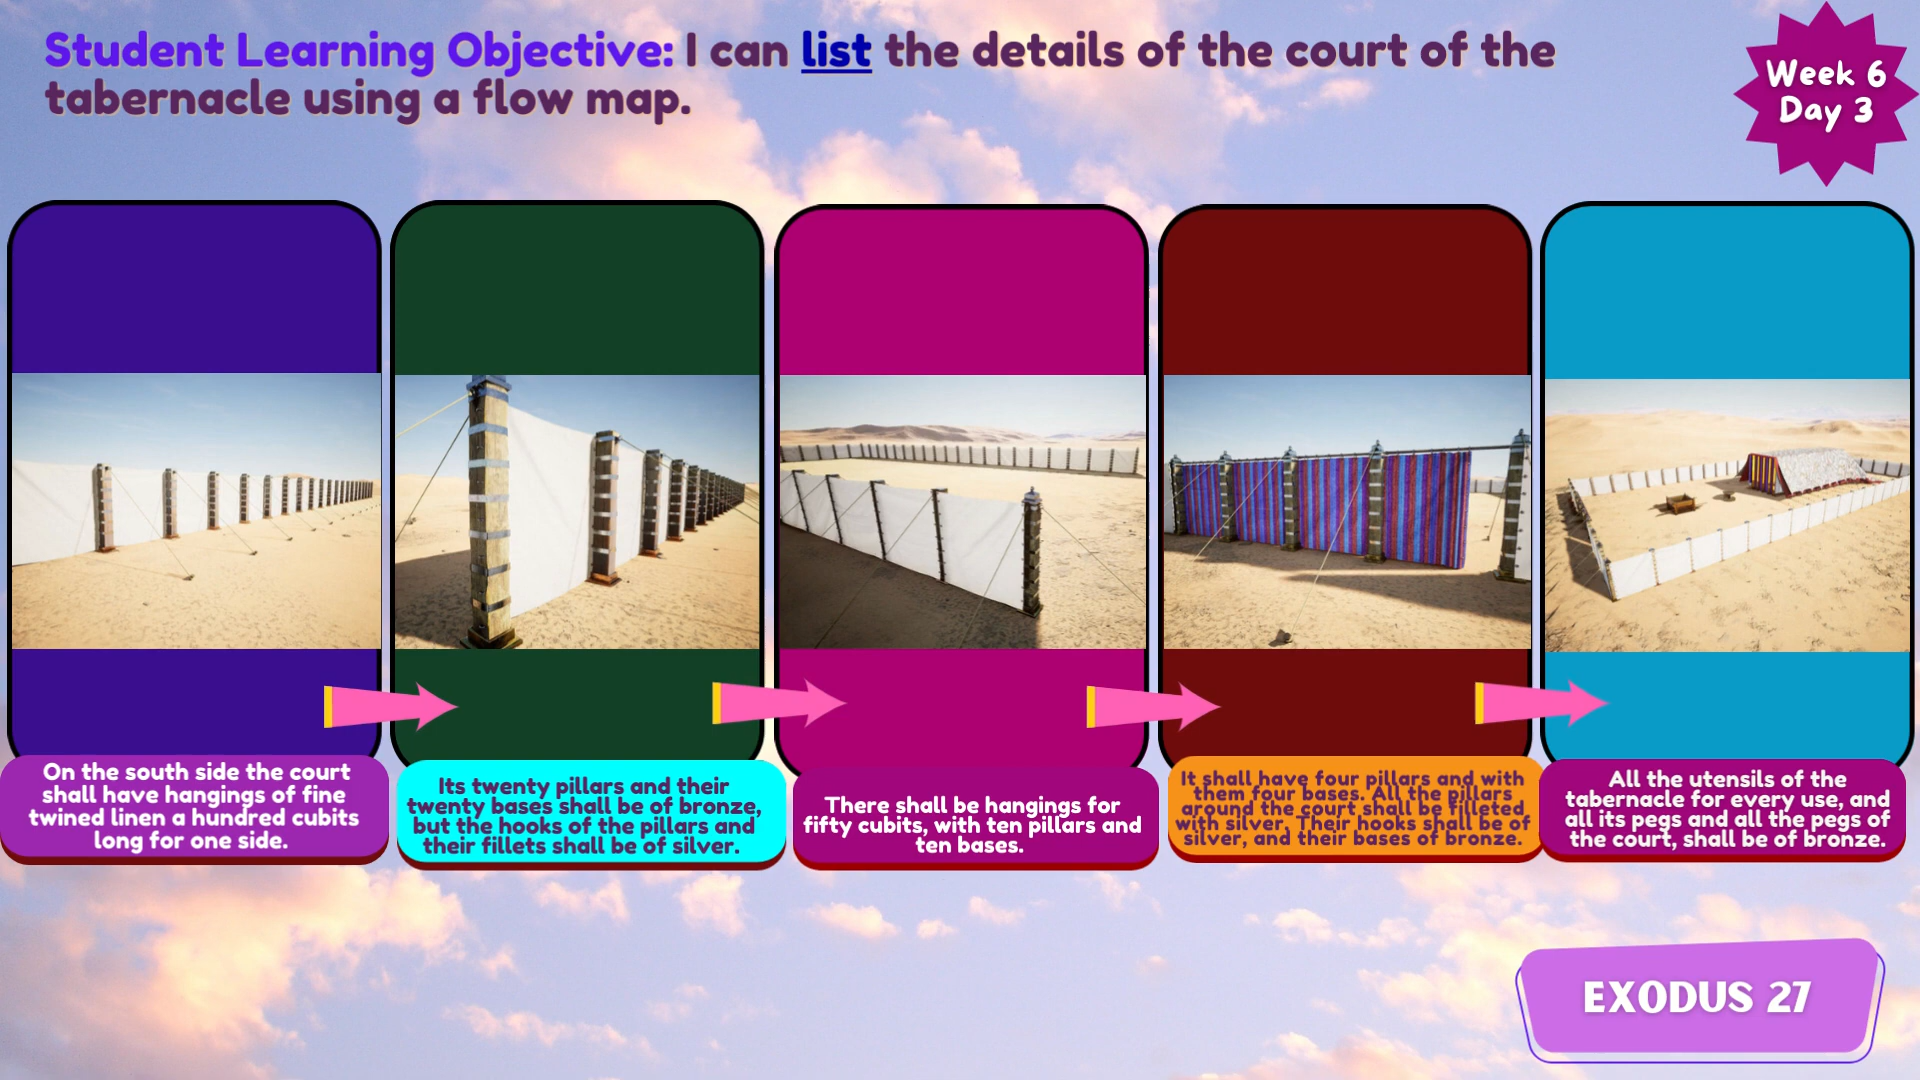 Student Learning Objective: I can list the details of the court of the
tabernacle using a flow map.
Week 6
Day 3
On the south side the court
shall have hangings of fine
twined linen a hundred cubits
long for one side.
Its twenty pillars and their
twenty bases shall be of bronze,
but the hooks of the pillars and
their fillets shall be of silver.
There shall be hangings for
fifty cubits, with ten pillars and
ten bases.
It shall have four pillars and with
them four bases. All the pillars
around the court shall be filleted
with silver. Their hooks shall be of
silver, and their bases of bronze.
All the utensils of the
tabernacle for every use, and
all its pegs and all the pegs of
the court, shall be of bronze.
EXODUS 27